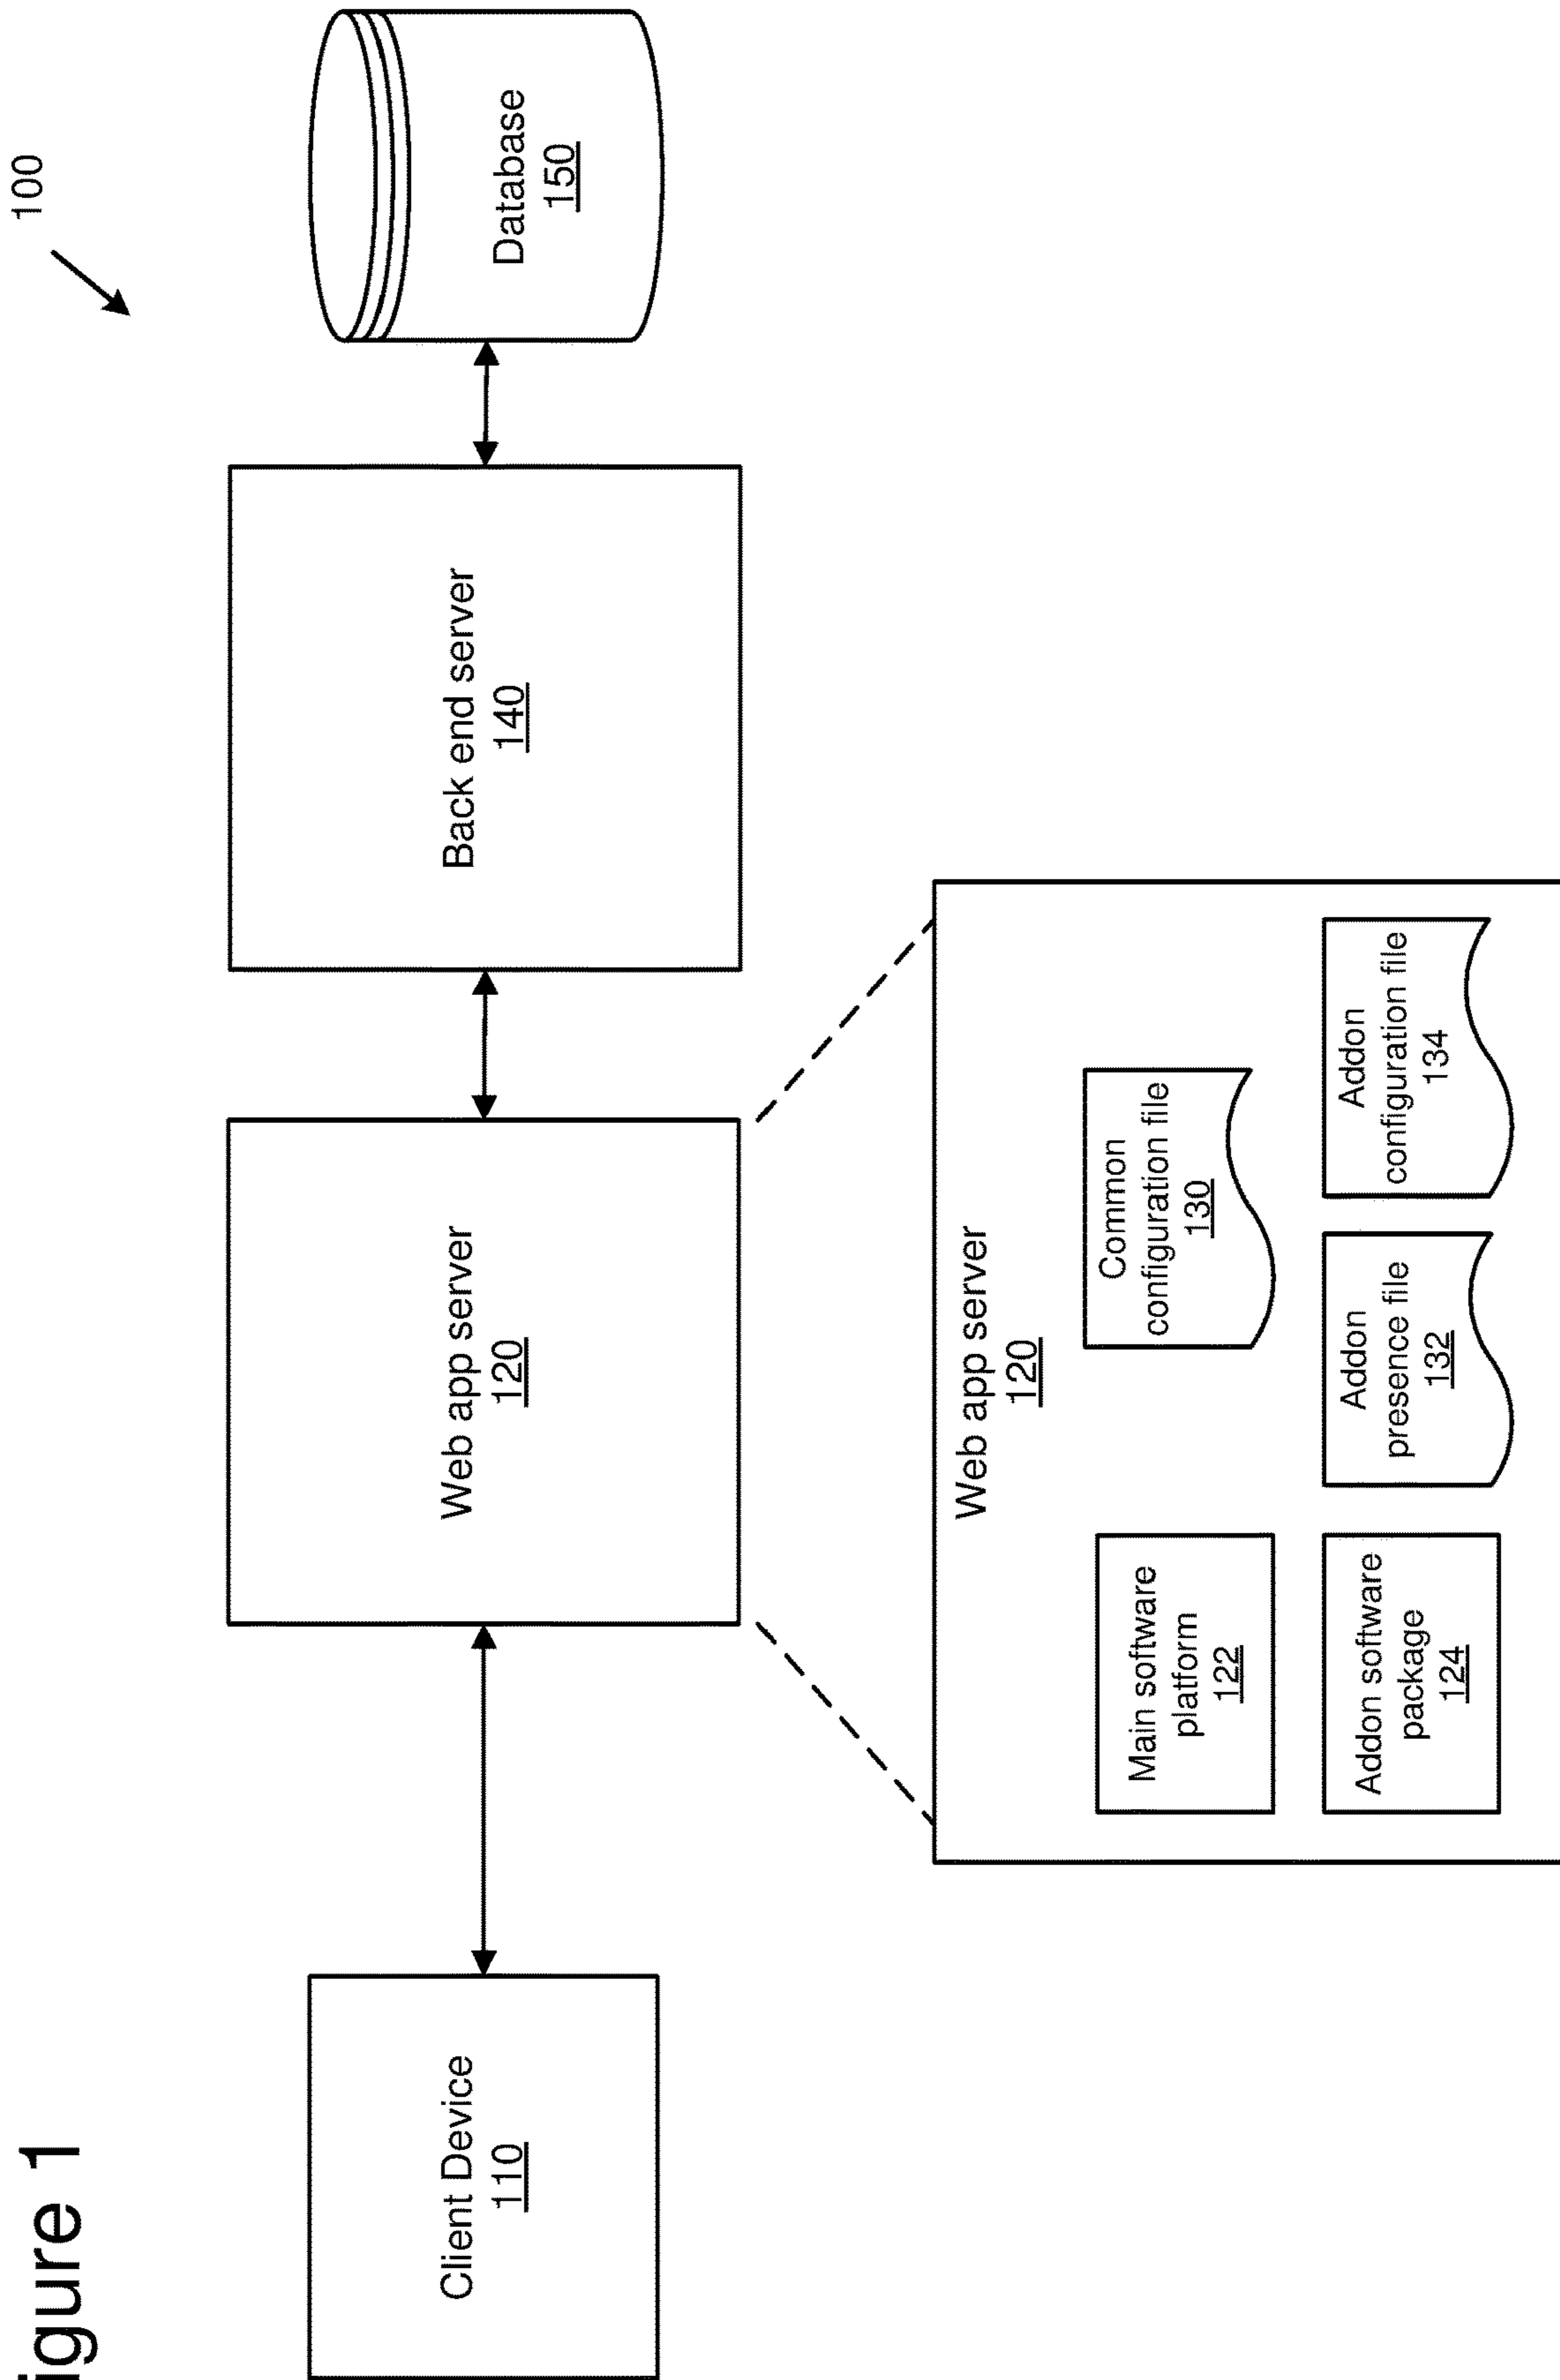 igure 1
100
Client Device
110
Web app server
120
Back end server
140
Database
150
Web app server
120
Main software
platform
122
Common
configuration file
130
Addon software
package
124
Addon
presence file
132
Addon
configuration file
134